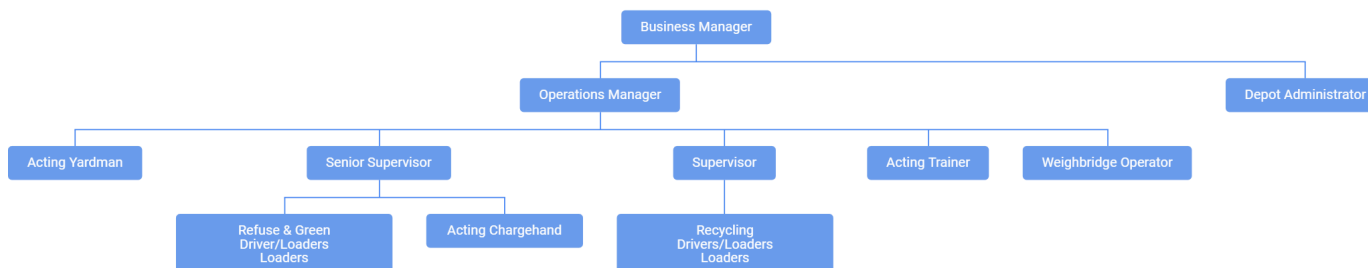 Business Manager
Operations Manager
Depot Administrator
Acting Yardman
Senior Supervisor
Supervisor
Acting Trainer
Weighbridge Operator
Refuse & Green
Driver/Loaders
Loaders
Acting Chargehand
Recycling
Drivers/Loaders
Loaders